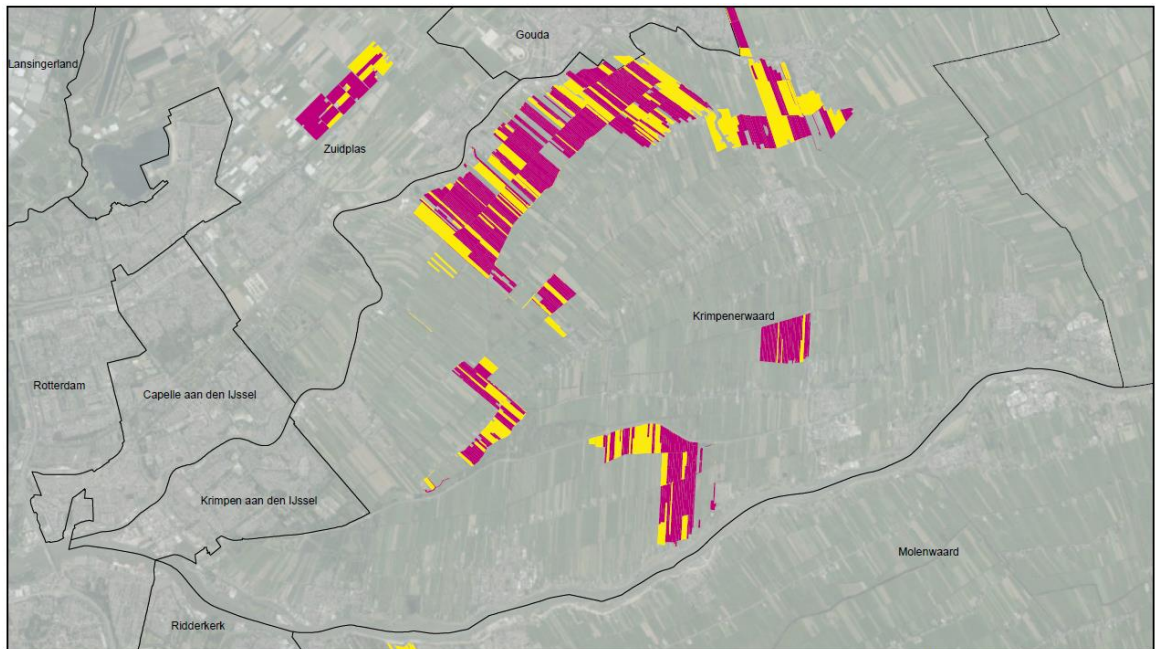 Gouda
Lansingerland
Zuidplas
Krimpenerwaard
Rotterdam
Capelle aan den IJssel
Krimpen aan den IJssel
Molenwaard
Ridderkerk